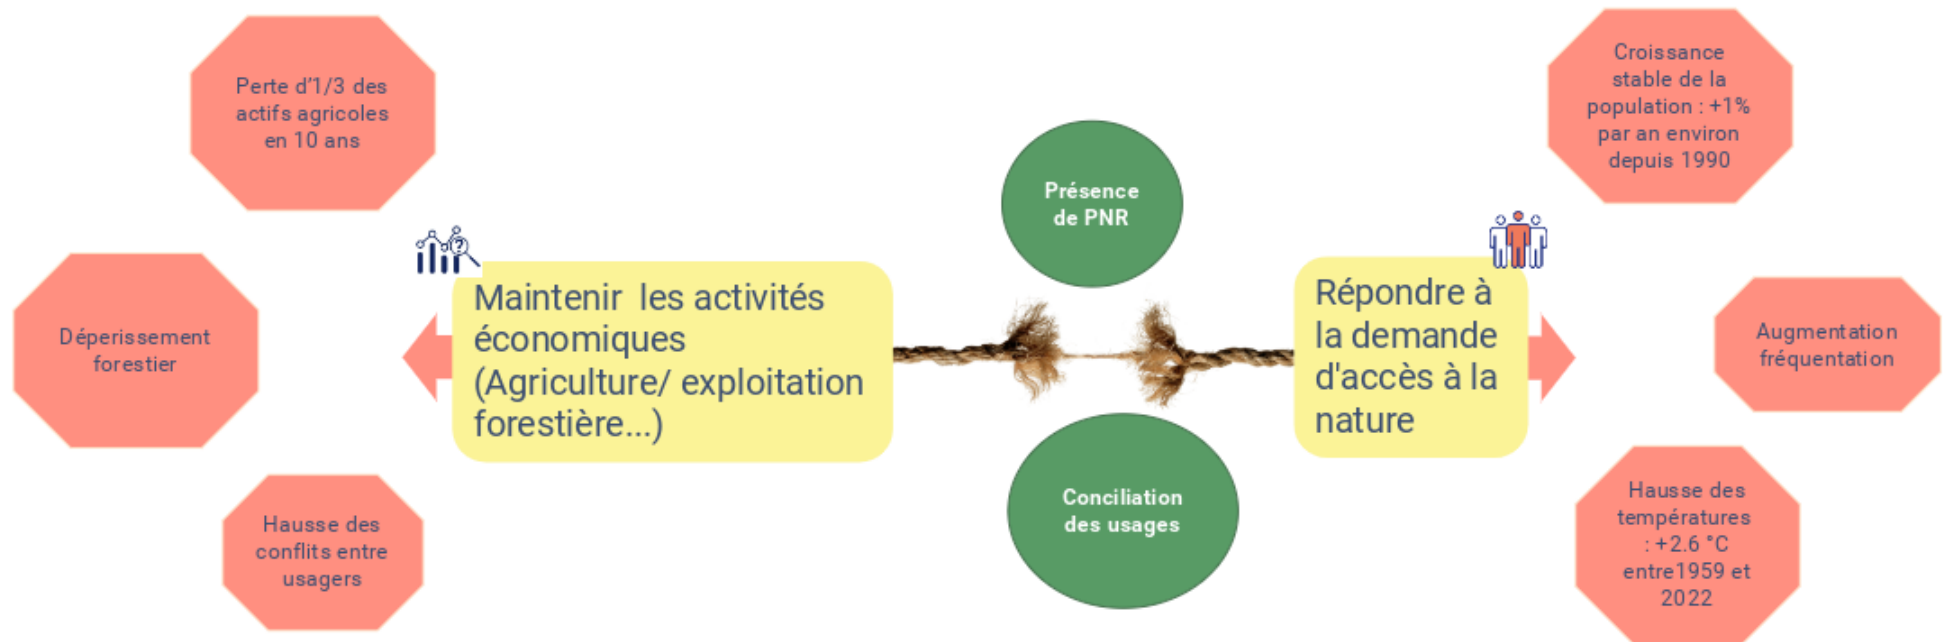 Perte d'1/3 des
actifs agricoles
en 10 ans
Déperissement
forestier
Hausse des
conflits entre
usagers
Maintenir  les activités
économiques
(Agriculture/ exploitation
forestière...)
Présence
de PNR
Conciliation
des usages
Répondre à
la demande
d'accès à la
nature
Croissance
stable de la
population : +1%
par an environ
depuis 1990
Augmentation
fréquentation
Hausse des
températures
: +2.6 °C
entre1959 et
2022